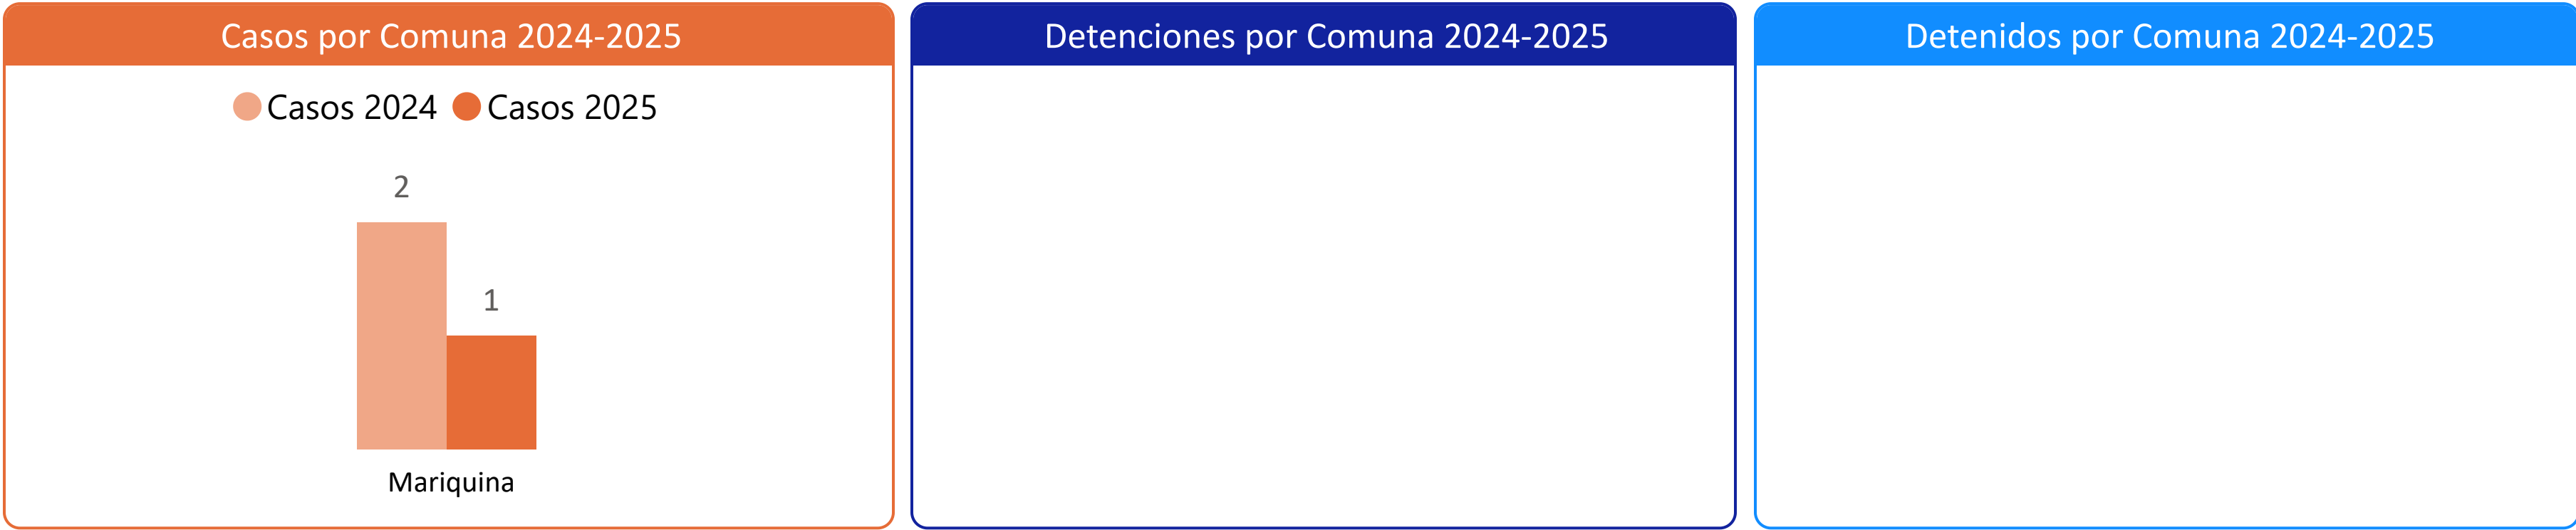 Casos por Comuna 2024-2025
Casos 2024 Casos 2025
2
1
Mariquina
Detenciones por Comuna 2024-2025
Detenidos por Comuna 2024-2025